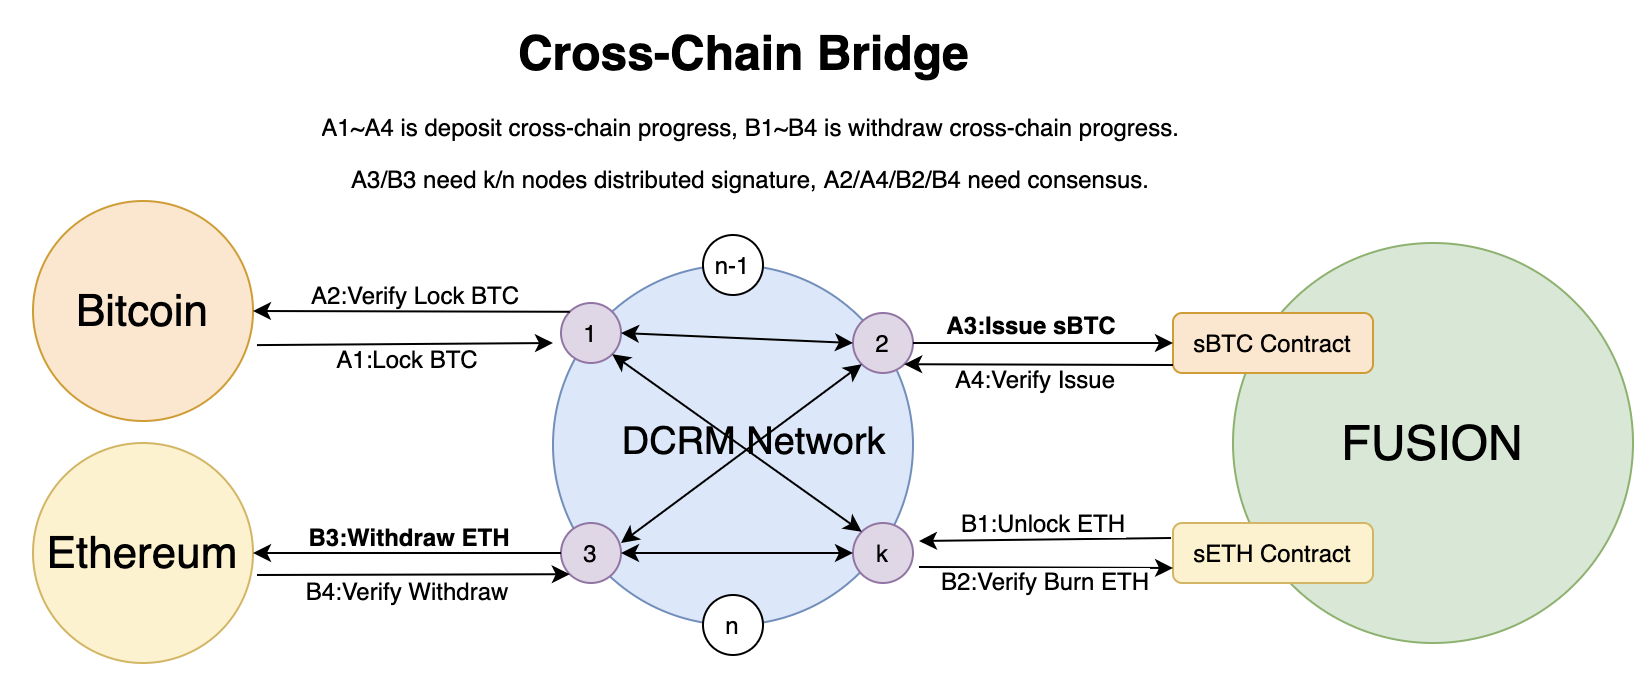 Cross-Chain Bridge
A1~A4 is deposit cross-chain progress, B1~B4 is withdraw cross-chain progress.
A3/B3 need k/n nodes distributed signature, A2/A4/B2/B4 need consensus.
n-1
Bitcoin
A2:Verify Lock BTC
A1:Lock BTC
1
2
A3:Issue sBTC
A4:Verify Issue
sBTC Contract
DCRM Network
FUSION
Ethereum
B3:Withdraw ETH
B4:Verify Withdraw
3
k
B1:Unlock ETH
B2:Verify Burn ETH
sETH Contract
n